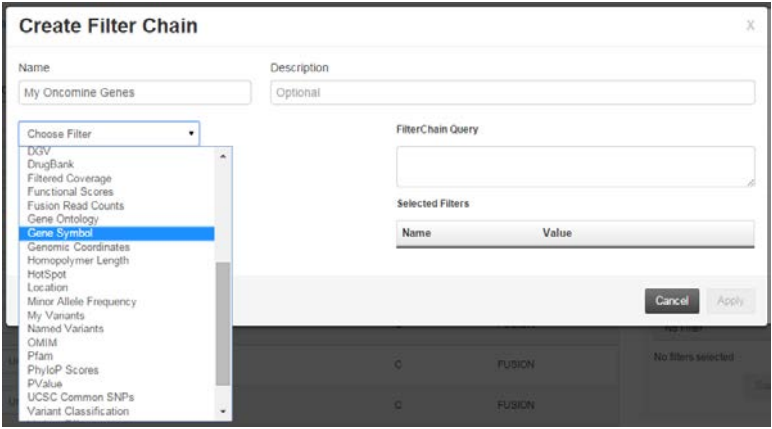 Create Filter Chain
X
Name
Description
My Oncomine Genes
Optional
Choose Filter
FilterChain Query
DGV
DrugBank
Filtered Coverage
Functional Scores
Fusion Read Counts
Gene Ontology
Gene Symbol
Genomic Coordinates
Homopolymer Length
HotSpot
Location
Minor Allele Frequency
My Variants
Named Variants
OMIM
Pfam
PhyloP Scores
PValue
UCSC Common SNPs
Variant Classification
Selected Filters
Name Value
Cancel Apply
No Filter
No filters selected
C FUSION
C FUSION